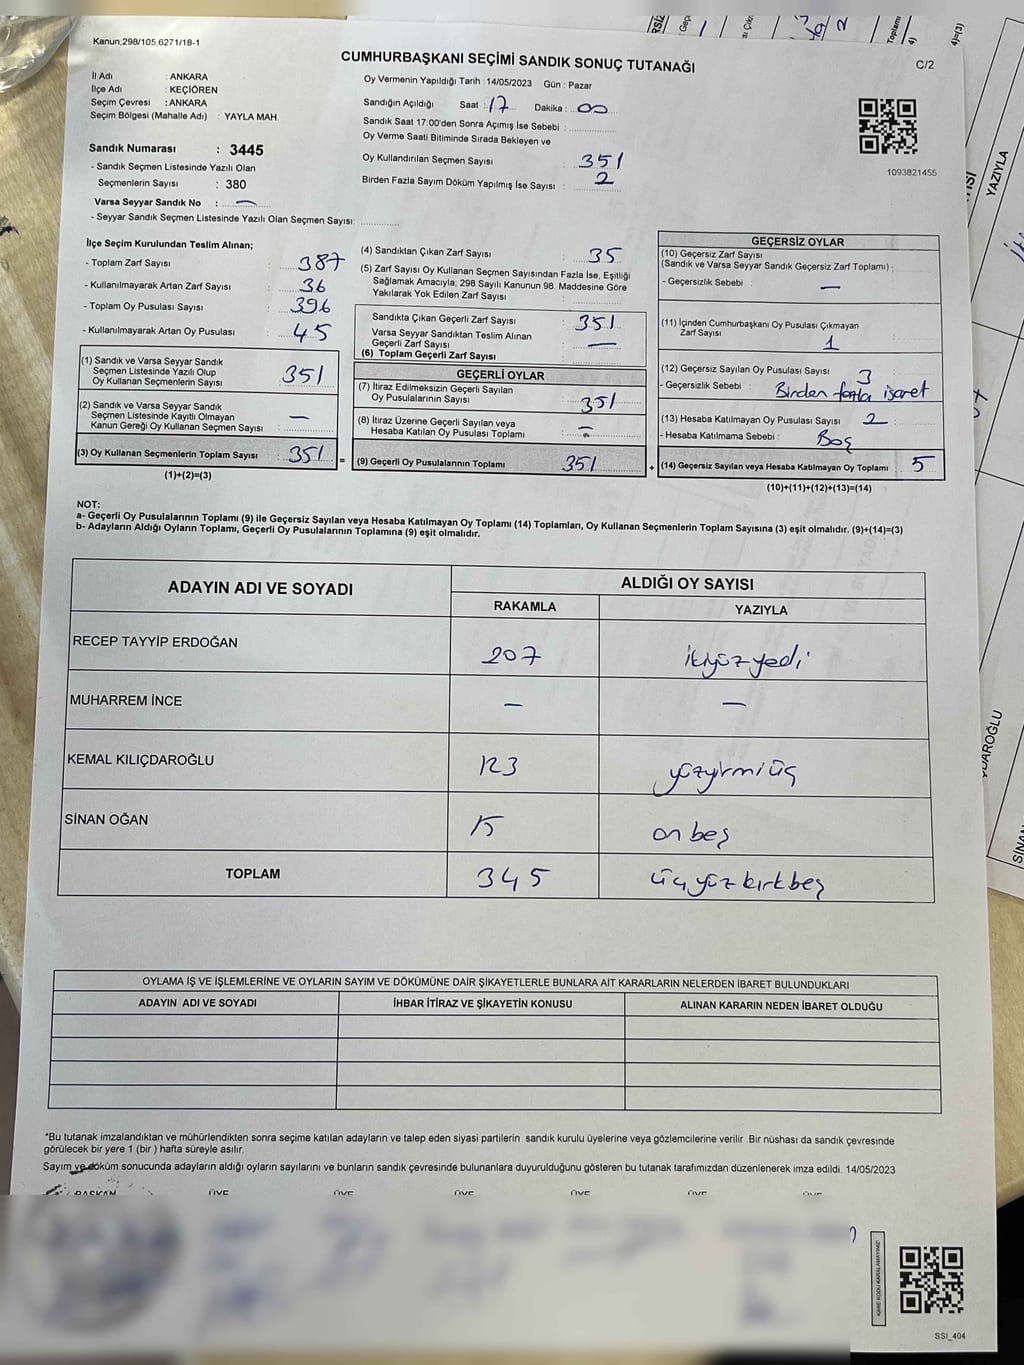 Kanun,298/105,6271/18-1
CUMHURBAŞKANI SEÇİMİ SANDIK SONUÇ TUTANAĞI
C/2
İl Adı : ANKARA
İlçe Adı : KEÇİÖREN
Seçim Çevresi : ANKARA
Seçim Bölgesi (Mahalle Adı) : YAYLA MAH.
Oy Vermenin Yapıldığı Tarih : 14/05/2023 Gün : Pazar
Sandığın Açıldığı Saat : 17 Dakika : 00
Sandık Saat 17:00'den Sonra Açımış İse Sebebi :
Oy Verme Saati Bitiminde Sırada Bekleyen ve
Oy Kullandırılan Seçmen Sayısı : 351
Birden Fazla Sayım Döküm Yapılmış İse Sayısı : 2
1093821455
Sandık Numarası : 3445
- Sandık Seçmen Listesinde Yazılı Olan
Seçmenlerin Sayısı : 380
Varsa Seyyar Sandık No : —
- Seyyar Sandık Seçmen Listesinde Yazılı Olan Seçmen Sayısı:
İlçe Seçim Kurulundan Teslim Alınan;
- Toplam Zarf Sayısı : 387
- Kullanılmayarak Artan Zarf Sayısı : 36
- Toplam Oy Pusulası Sayısı : 396
- Kullanılmayarak Artan Oy Pusulası : 45
(1) Sandık ve Varsa Seyyar Sandık
Seçmen Listesinde Yazılı Olup
Oy Kullanan Seçmenlerin Sayısı : 351
(2) Sandık ve Varsa Seyyar Sandık
Seçmen Listesinde Kayıtlı Olmayan
Kanun Gereği Oy Kullanan Seçmen Sayısı : —
(3) Oy Kullanan Seçmenlerin Toplam Sayısı : 351 =
(1)+(2)=(3)
(4) Sandıktan Çıkan Zarf Sayısı : 35
(5) Zarf Sayısı Oy Kullanan Seçmen Sayısından Fazla İse, Eşitliği
Sağlamak Amacıyla; 298 Sayılı Kanunun 98. Maddesine Göre
Yakılarak Yok Edilen Zarf Sayısı :
Sandıkta Çıkan Geçerli Zarf Sayısı : 351
Varsa Seyyar Sandıktan Teslim Alınan
Geçerli Zarf Sayısı : —
(6) Toplam Geçerli Zarf Sayısı
GEÇERLİ OYLAR
(7) İtiraz Edilmeksizin Geçerli Sayılan
Oy Pusulalarının Sayısı : 351
(8) İtiraz Üzerine Geçerli Sayılan veya
Hesaba Katılan Oy Pusulası Toplamı : —
(9) Geçerli Oy Pusulalarının Toplamı : 351 +
GEÇERSİZ OYLAR
(10) Geçersiz Zarf Sayısı
(Sandık ve Varsa Seyyar Sandık Geçersiz Zarf Toplamı) :
- Geçersizlik Sebebi : —
(11) İçinden Cumhurbaşkanı Oy Pusulası Çıkmayan
Zarf Sayısı : 1
(12) Geçersiz Sayılan Oy Pusulası Sayısı : 3
- Geçersizlik Sebebi : Birden fazla işaret
(13) Hesaba Katılmayan Oy Pusulası Sayısı : 2
- Hesaba Katılmama Sebebi : Boş
(14) Geçersiz Sayılan veya Hesaba Katılmayan Oy Toplamı : 5
(10)+(11)+(12)+(13)=(14)
NOT:
a- Geçerli Oy Pusulalarının Toplamı (9) ile Geçersiz Sayılan veya Hesaba Katılmayan Oy Toplamı (14) Toplamları, Oy Kullanan Seçmenlerin Toplam Sayısına (3) eşit olmalıdır. (9)+(14)=(3)
b- Adayların Aldığı Oyların Toplamı, Geçerli Oy Pusulalarının Toplamına (9) eşit olmalıdır.
ADAYIN ADI VE SOYADI
ALDIĞI OY SAYISI
RAKAMLA YAZIYLA
RECEP TAYYİP ERDOĞAN 207 ikiyüzyedi
MUHARREM İNCE — —
KEMAL KILIÇDAROĞLU 123 yüzyirmiüç
SİNAN OĞAN 15 on beş
TOPLAM 345 üçyüzkırkbeş
OYLAMA İŞ VE İŞLEMLERİNE VE OYLARIN SAYIM VE DÖKÜMÜNE DAİR ŞİKAYETLERLE BUNLARA AİT KARARLARIN NELERDEN İBARET BULUNDUKLARI
ADAYIN ADI VE SOYADI İHBAR İTİRAZ VE ŞİKAYETİN KONUSU ALINAN KARARIN NEDEN İBARET OLDUĞU
*Bu tutanak imzalandıktan ve mühürlendikten sonra seçime katılan adayların ve talep eden siyasi partilerin sandık kurulu üyelerine veya gözlemcilerine verilir. Bir nüshası da sandık çevresinde
görülecek bir yere 1 (bir) hafta süreyle asılır.
Sayım ve döküm sonucunda adayların aldığı oyların sayılarını ve bunların sandık çevresinde bulunanlara duyurulduğunu gösteren bu tutanak tarafımızdan düzenlenerek imza edildi. 14/05/2023
BAŞKAN ÜYE ÜYE ÜYE ÜYE ÜYE ÜYE
KARE KODU KARALAMAYINIZ
SSI_404
YAZIYLA